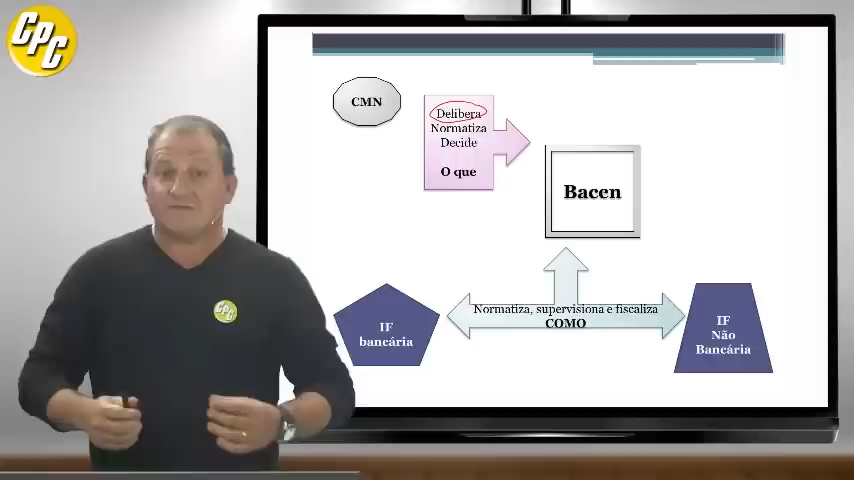 CPC
CMN
Delibera
Normatiza
Decide
O que
Bacen
Normatiza, supervisiona e fiscaliza
COMO
IF
bancária
IF
Não
Bancária
CPC